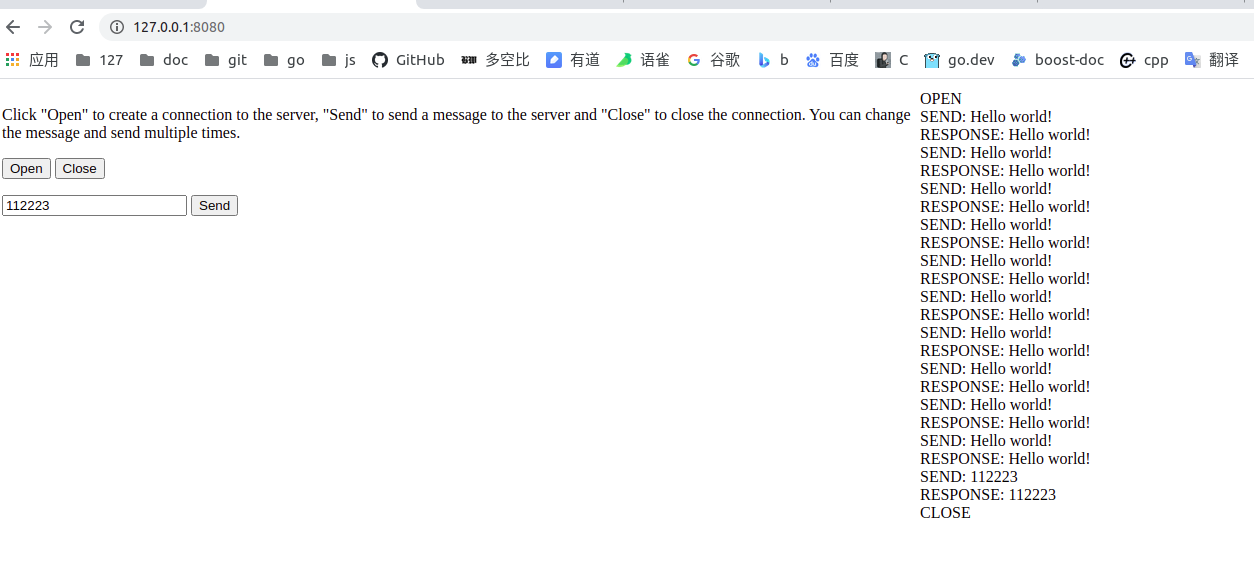 127.0.0.1:8080
应用 127 doc git go js GitHub 多空比 有道 语雀 谷歌 b 百度 C go.dev boost-doc cpp 翻译
Click "Open" to create a connection to the server, "Send" to send a message to the server and "Close" to close the connection. You can change
the message and send multiple times.
Open Close
112223 Send
OPEN
SEND: Hello world!
RESPONSE: Hello world!
SEND: Hello world!
RESPONSE: Hello world!
SEND: Hello world!
RESPONSE: Hello world!
SEND: Hello world!
RESPONSE: Hello world!
SEND: Hello world!
RESPONSE: Hello world!
SEND: Hello world!
RESPONSE: Hello world!
SEND: Hello world!
RESPONSE: Hello world!
SEND: Hello world!
RESPONSE: Hello world!
SEND: Hello world!
RESPONSE: Hello world!
SEND: Hello world!
RESPONSE: Hello world!
SEND: 112223
RESPONSE: 112223
CLOSE